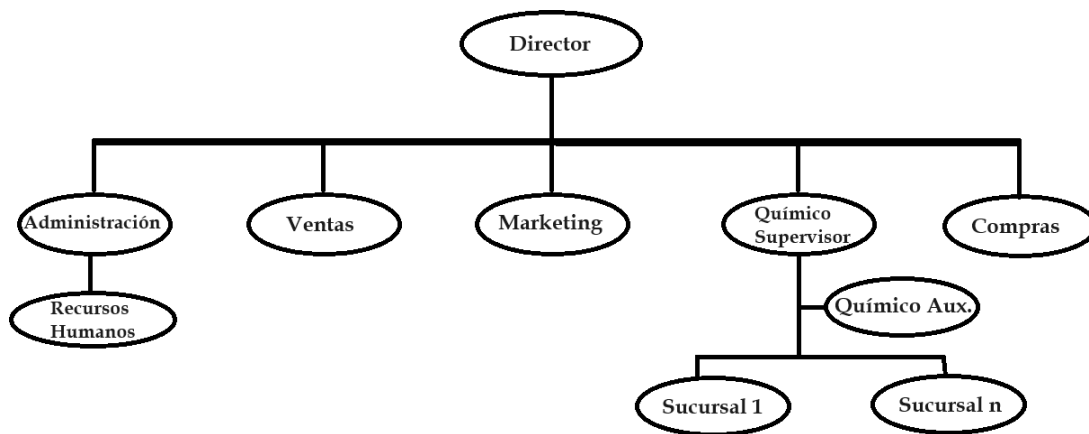 Director
Administración
Ventas
Marketing
Químico
Supervisor
Compras
Recursos
Humanos
Químico Aux.
Sucursal 1
Sucursal n